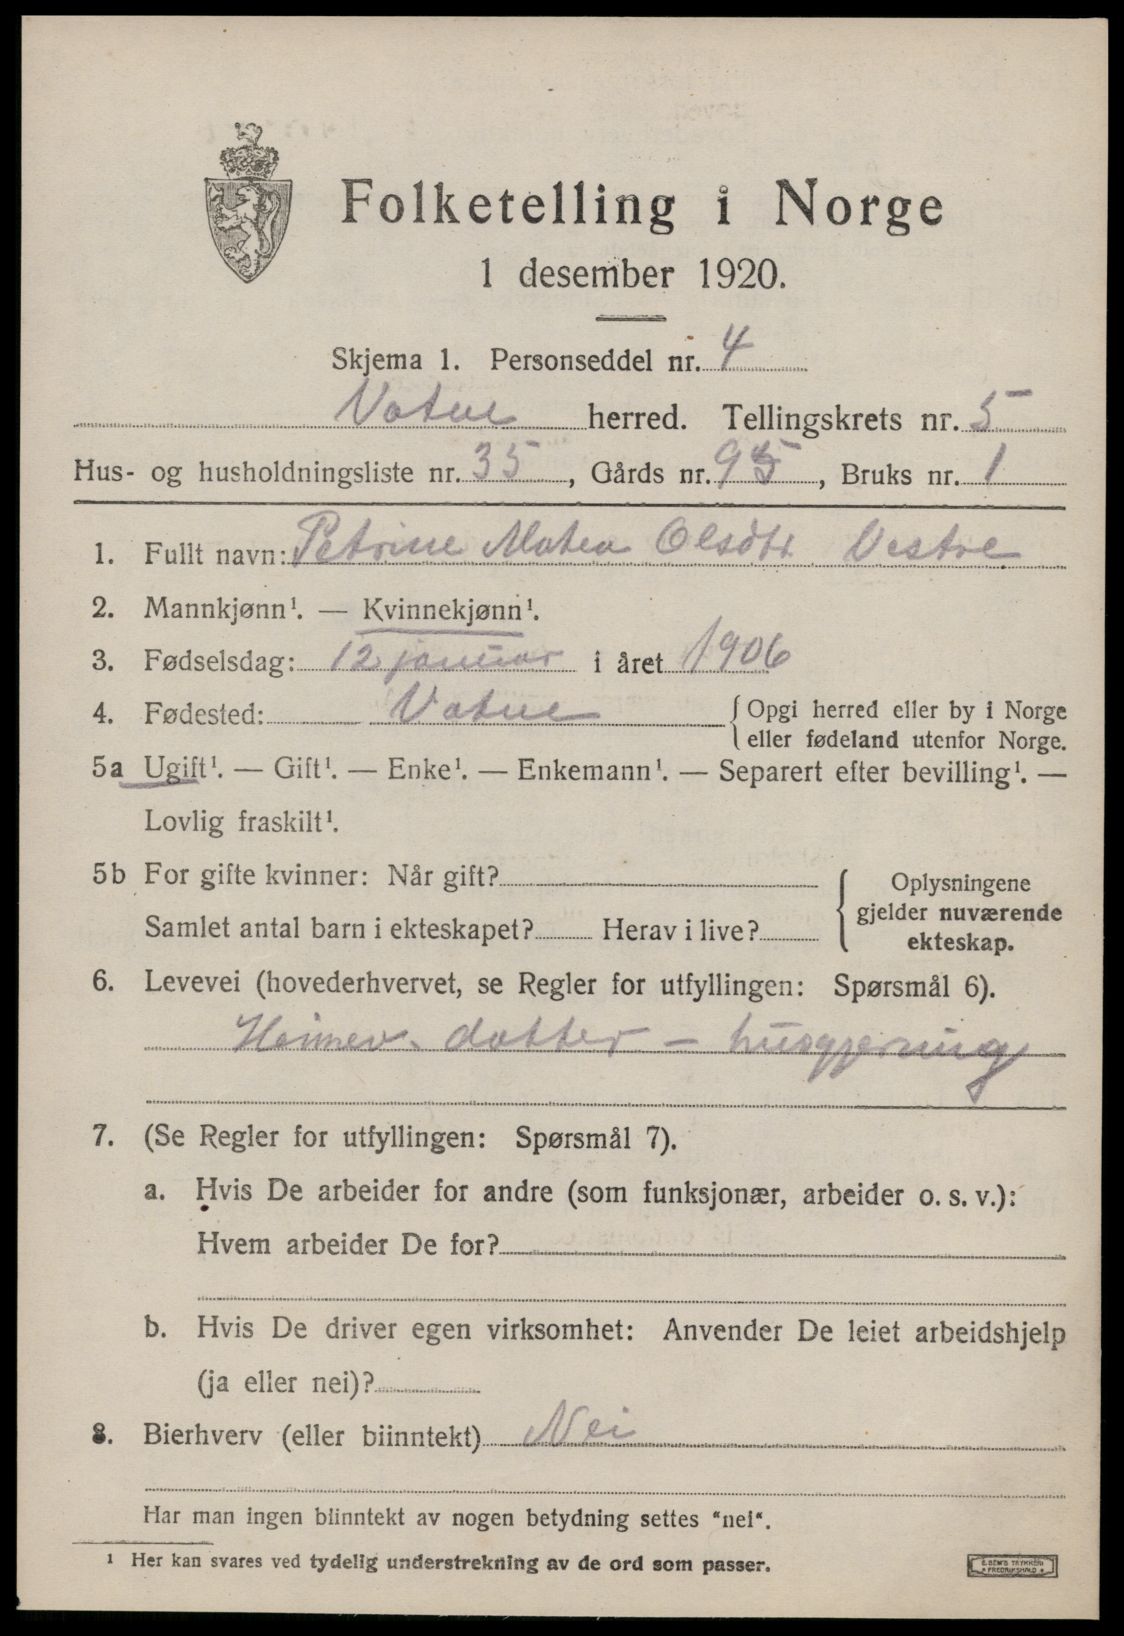 Folketelling i Norge
1 desember 1920.
Skjema 1. Personseddel nr. 4
Vatne herred. Tellingskrets nr. 5
Hus- og husholdningsliste nr. 35, Gårds nr. 95, Bruks nr. 1
1. Fullt navn: Petrine Matea Olsdtr Vestre
2. Mannkjønn¹. — Kvinnekjønn¹.
3. Fødselsdag: 12 januar i året 1906
4. Fødested: Vatne {Opgi herred eller by i Norge
eller fødeland utenfor Norge.
5a Ugift¹. — Gift¹. — Enke¹. — Enkemann¹. — Separert efter bevilling¹. —
Lovlig fraskilt¹.
5b For gifte kvinner: Når gift?
Samlet antal barn i ekteskapet? Herav i live?
{Oplysningene
gjelder nuværende
ekteskap.
6. Levevei (hovederhvervet, se Regler for utfyllingen: Spørsmål 6).
Heimev. dotter – husgjerning
7. (Se Regler for utfyllingen: Spørsmål 7).
a. Hvis De arbeider for andre (som funksjonær, arbeider o. s. v.):
Hvem arbeider De for?
b. Hvis De driver egen virksomhet: Anvender De leiet arbeidshjelp
(ja eller nei)?
8. Bierhverv (eller biinntekt) Nei
Har man ingen biinntekt av nogen betydning settes "nei".
¹ Her kan svares ved tydelig understrekning av de ord som passer.
E. SEM'S TRYKKERI
FREDRIKSHALD